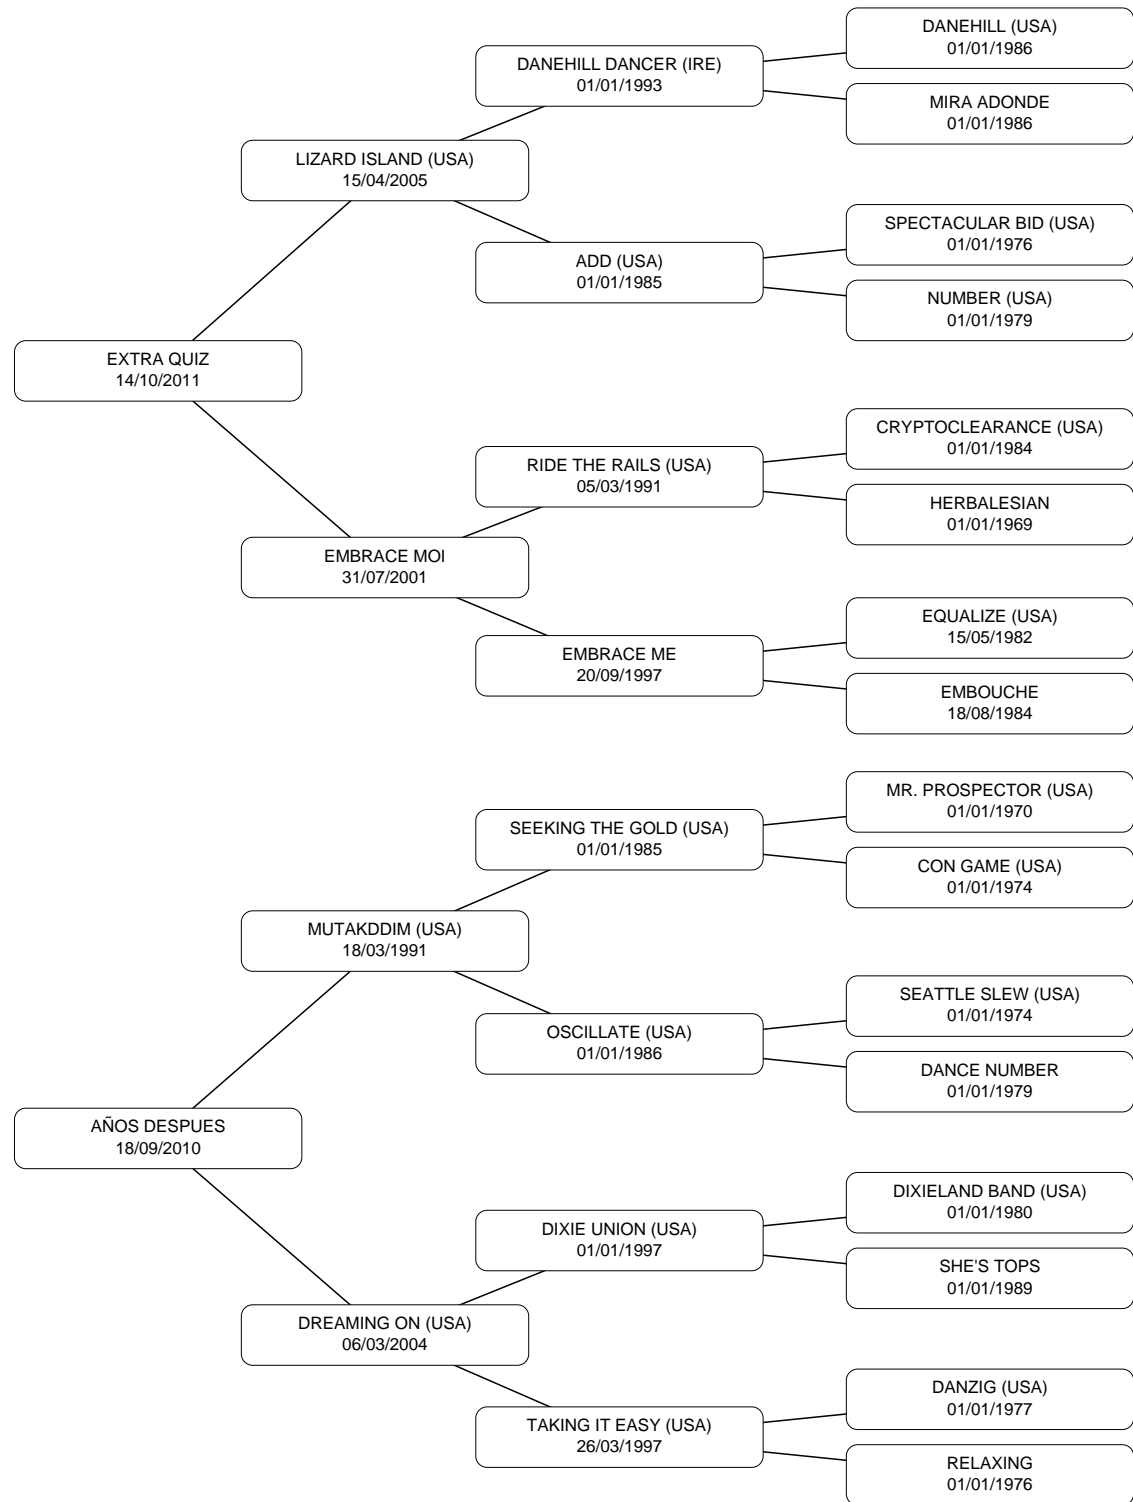 DANEHILL (USA)
01/01/1986
DANEHILL DANCER (IRE)
01/01/1993
MIRA ADONDE
01/01/1986
LIZARD ISLAND (USA)
15/04/2005
SPECTACULAR BID (USA)
01/01/1976
ADD (USA)
01/01/1985
NUMBER (USA)
01/01/1979
EXTRA QUIZ
14/10/2011
CRYPTOCLEARANCE (USA)
01/01/1984
RIDE THE RAILS (USA)
05/03/1991
HERBALESIAN
01/01/1969
EMBRACE MOI
31/07/2001
EQUALIZE (USA)
15/05/1982
EMBRACE ME
20/09/1997
EMBOUCHE
18/08/1984
MR. PROSPECTOR (USA)
01/01/1970
SEEKING THE GOLD (USA)
01/01/1985
CON GAME (USA)
01/01/1974
MUTAKDDIM (USA)
18/03/1991
SEATTLE SLEW (USA)
01/01/1974
OSCILLATE (USA)
01/01/1986
DANCE NUMBER
01/01/1979
AÑOS DESPUES
18/09/2010
DIXIELAND BAND (USA)
01/01/1980
DIXIE UNION (USA)
01/01/1997
SHE'S TOPS
01/01/1989
DREAMING ON (USA)
06/03/2004
DANZIG (USA)
01/01/1977
TAKING IT EASY (USA)
26/03/1997
RELAXING
01/01/1976